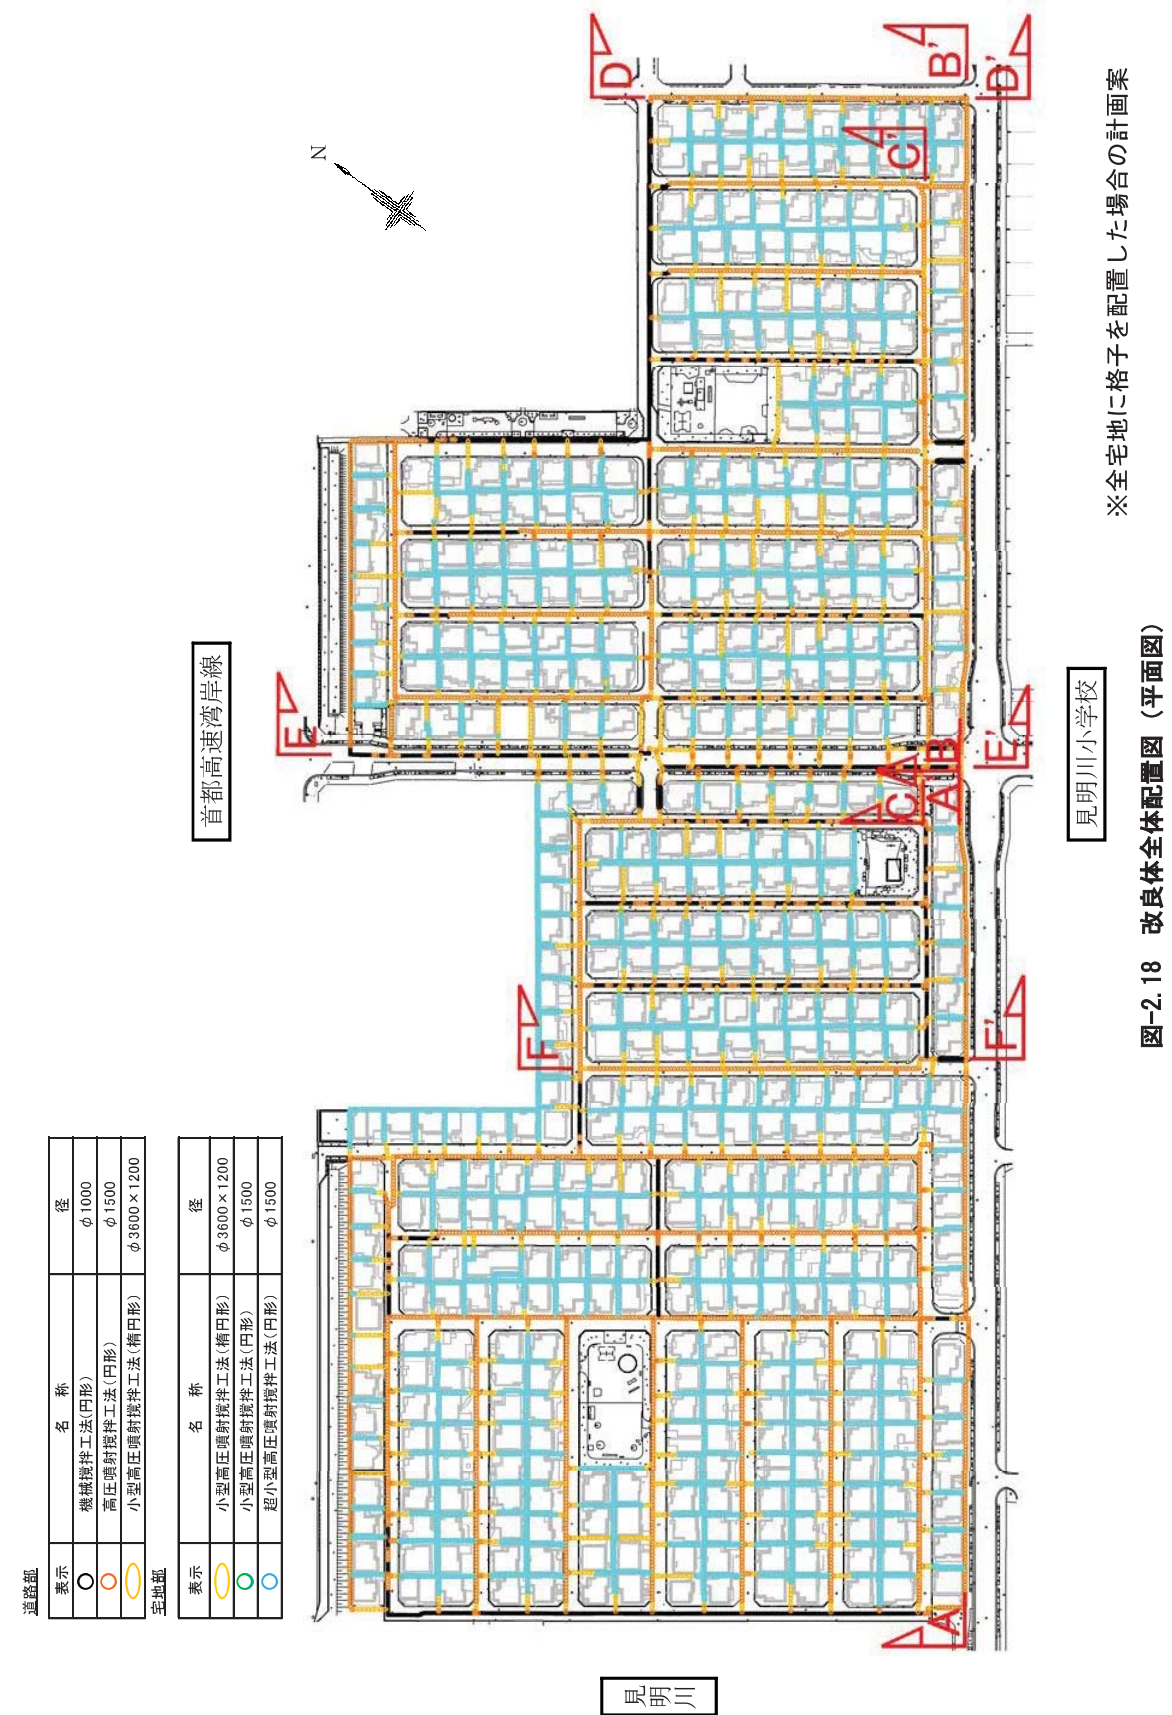 道路部
表示 名　称 径
機械撹拌工法(円形) φ1000
高圧噴射撹拌工法(円形) φ1500
小型高圧噴射撹拌工法(楕円形) φ3600×1200
宅地部
表示 名　称 径
小型高圧噴射撹拌工法(楕円形) φ3600×1200
小型高圧噴射撹拌工法(円形) φ1500
超小型高圧噴射撹拌工法(円形) φ1500
首都高速湾岸線
N
見明川
見明川小学校
A
A'
B
B'
C
C'
D
D'
E
E'
F
F'
※全宅地に格子を配置した場合の計画案
図-2.18　改良体全体配置図（平面図）